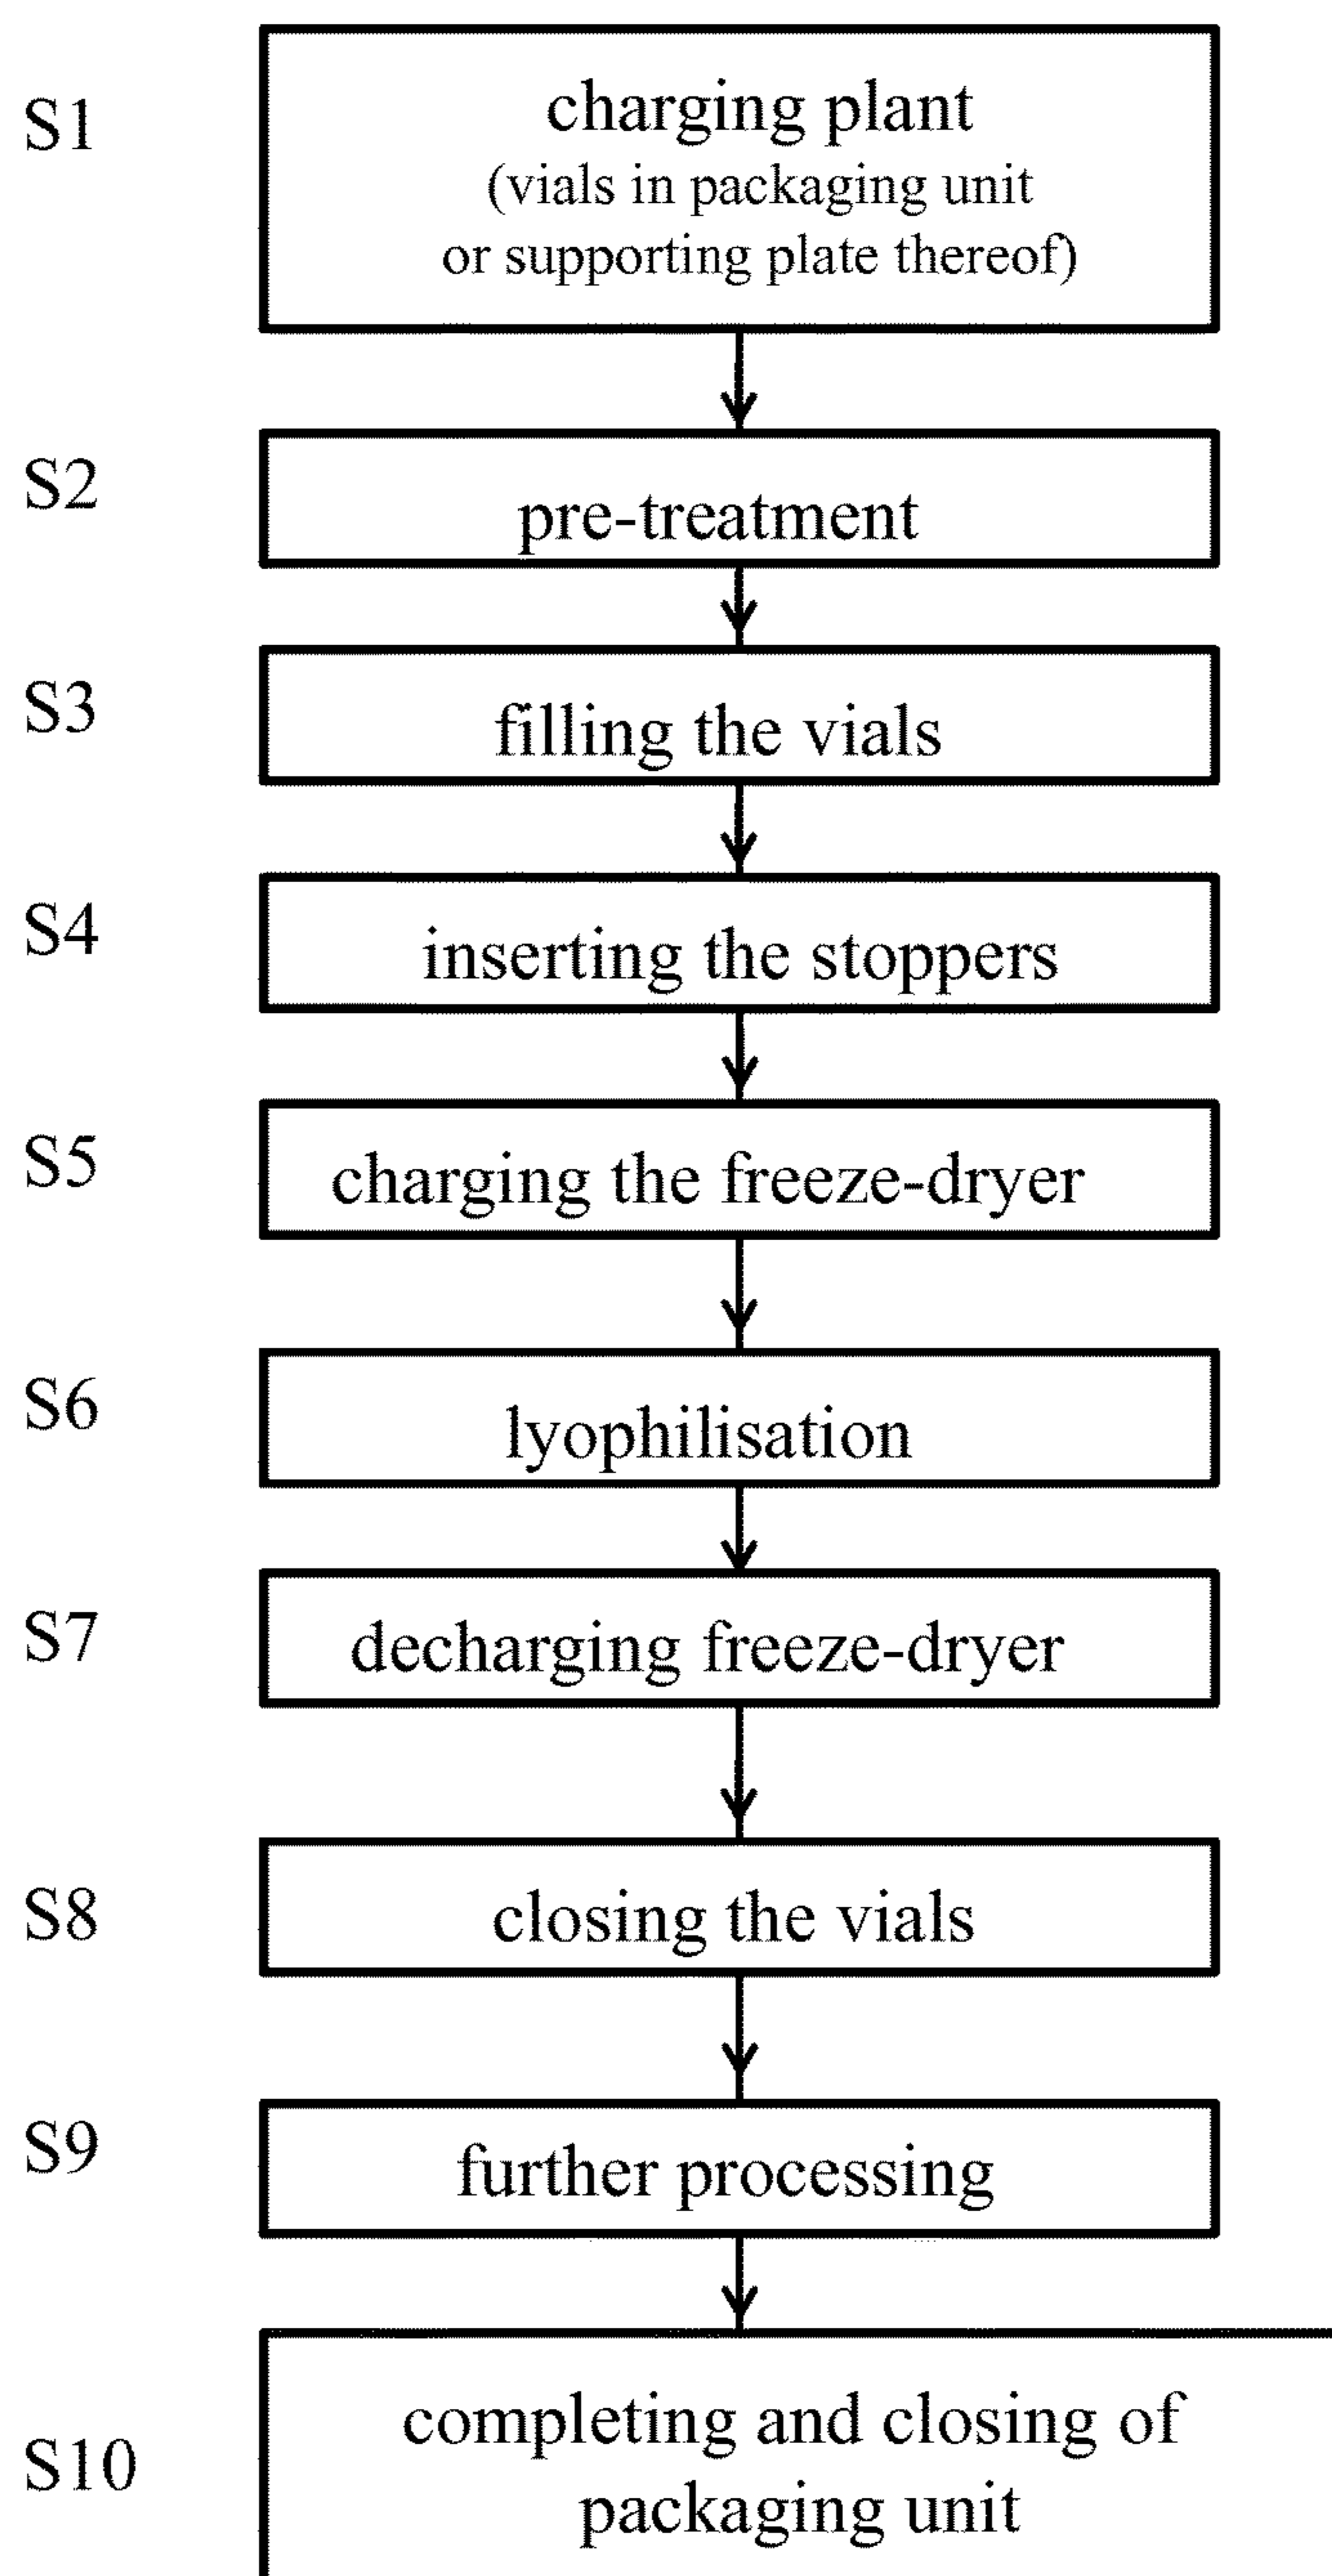 S1
charging plant
(vials in packaging unit
or supporting plate thereof)
S2
pre-treatment
S3
filling the vials
S4
inserting the stoppers
S5
charging the freeze-dryer
S6
lyophilisation
S7
decharging freeze-dryer
S8
closing the vials
S9
further processing
S10
completing and closing of
packaging unit